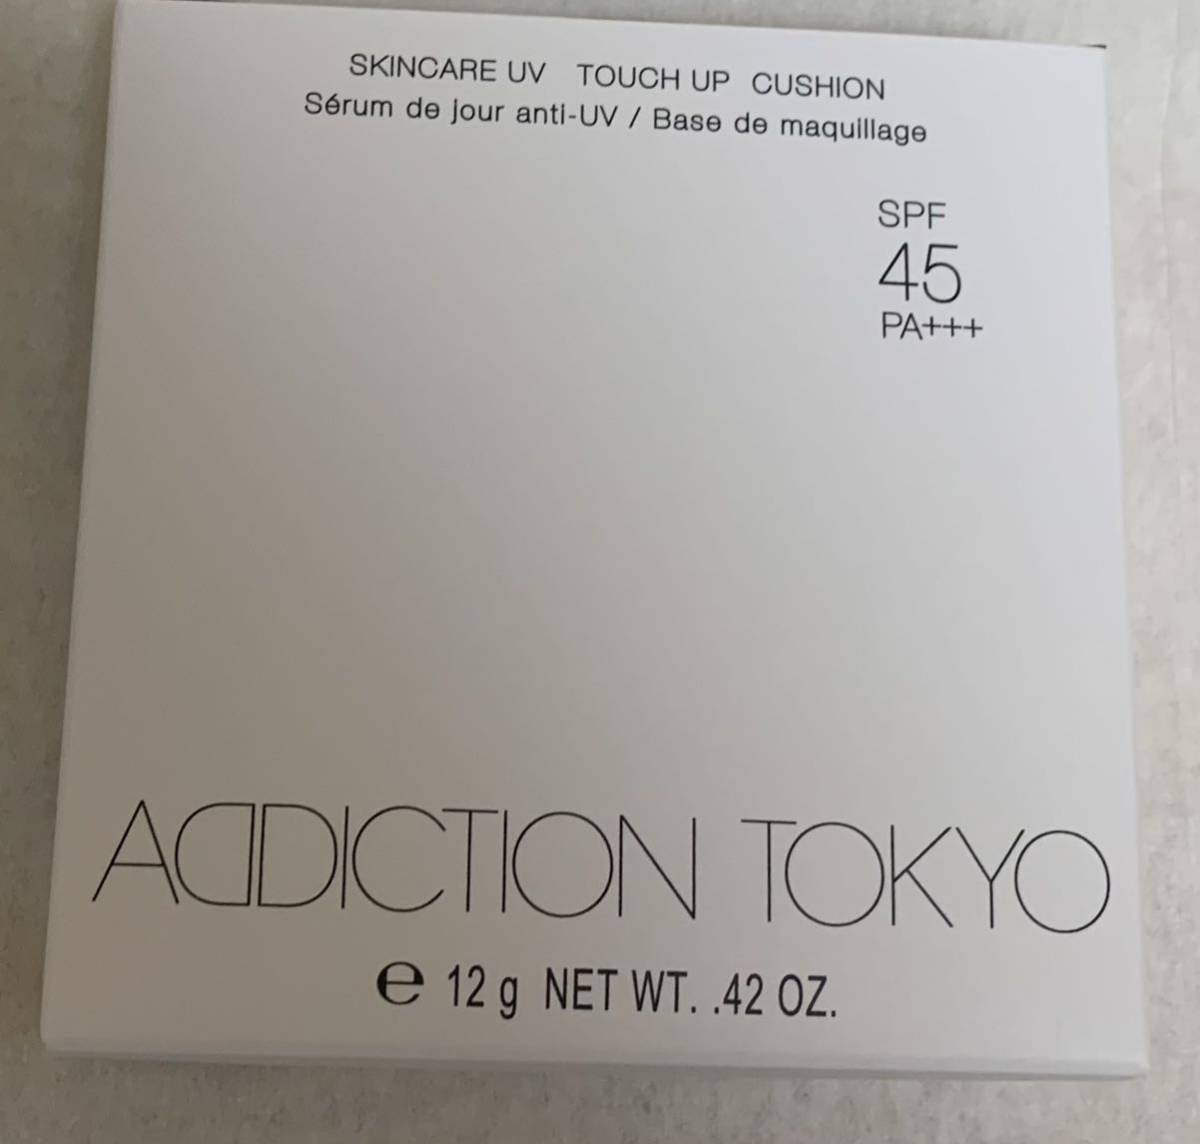 SKINCARE UV TOUCH UP CUSHION
Sérum de jour anti-UV / Base de maquillage
SPF
45
PA+++
ADDICTION TOKYO
℮ 12 g NET WT. .42 OZ.